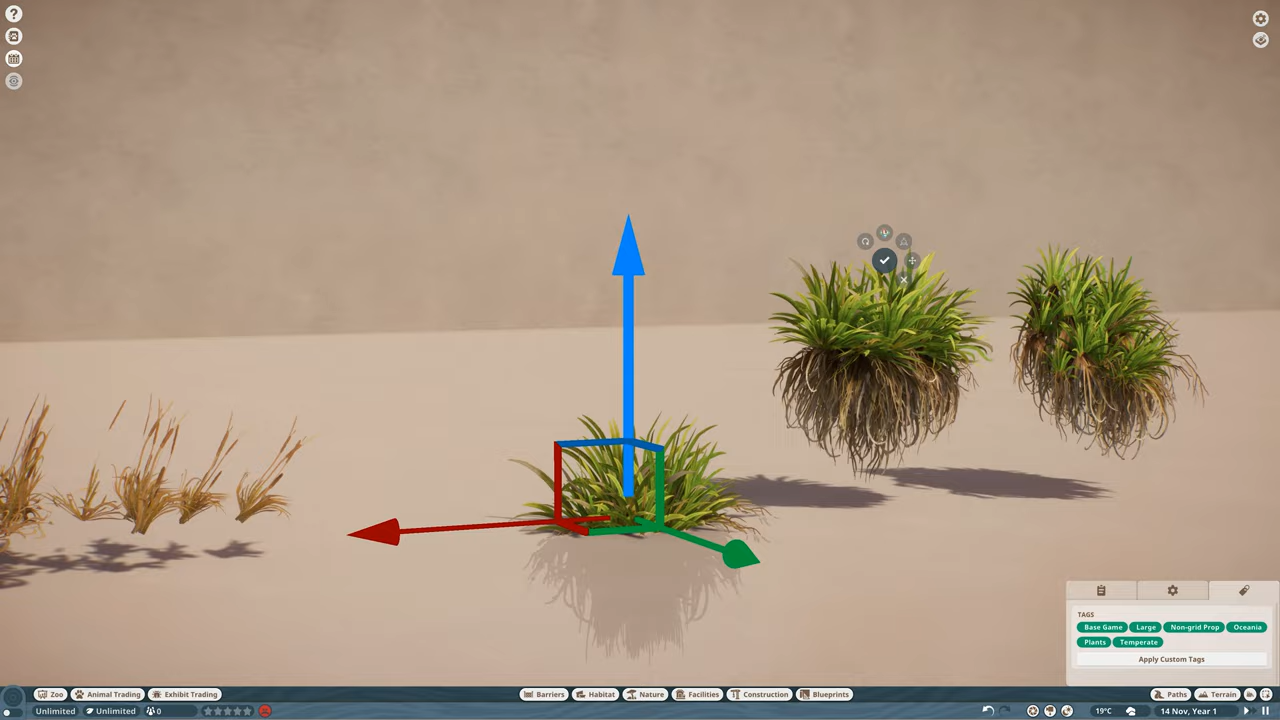 ?
TAGS
Base Game Large Non-grid Prop Oceania
Plants Temperate
Apply Custom Tags
Zoo Animal Trading Exhibit Trading Barriers Habitat Nature Facilities Construction Blueprints Paths Terrain
Unlimited Unlimited 0 19°C 14 Nov, Year 1